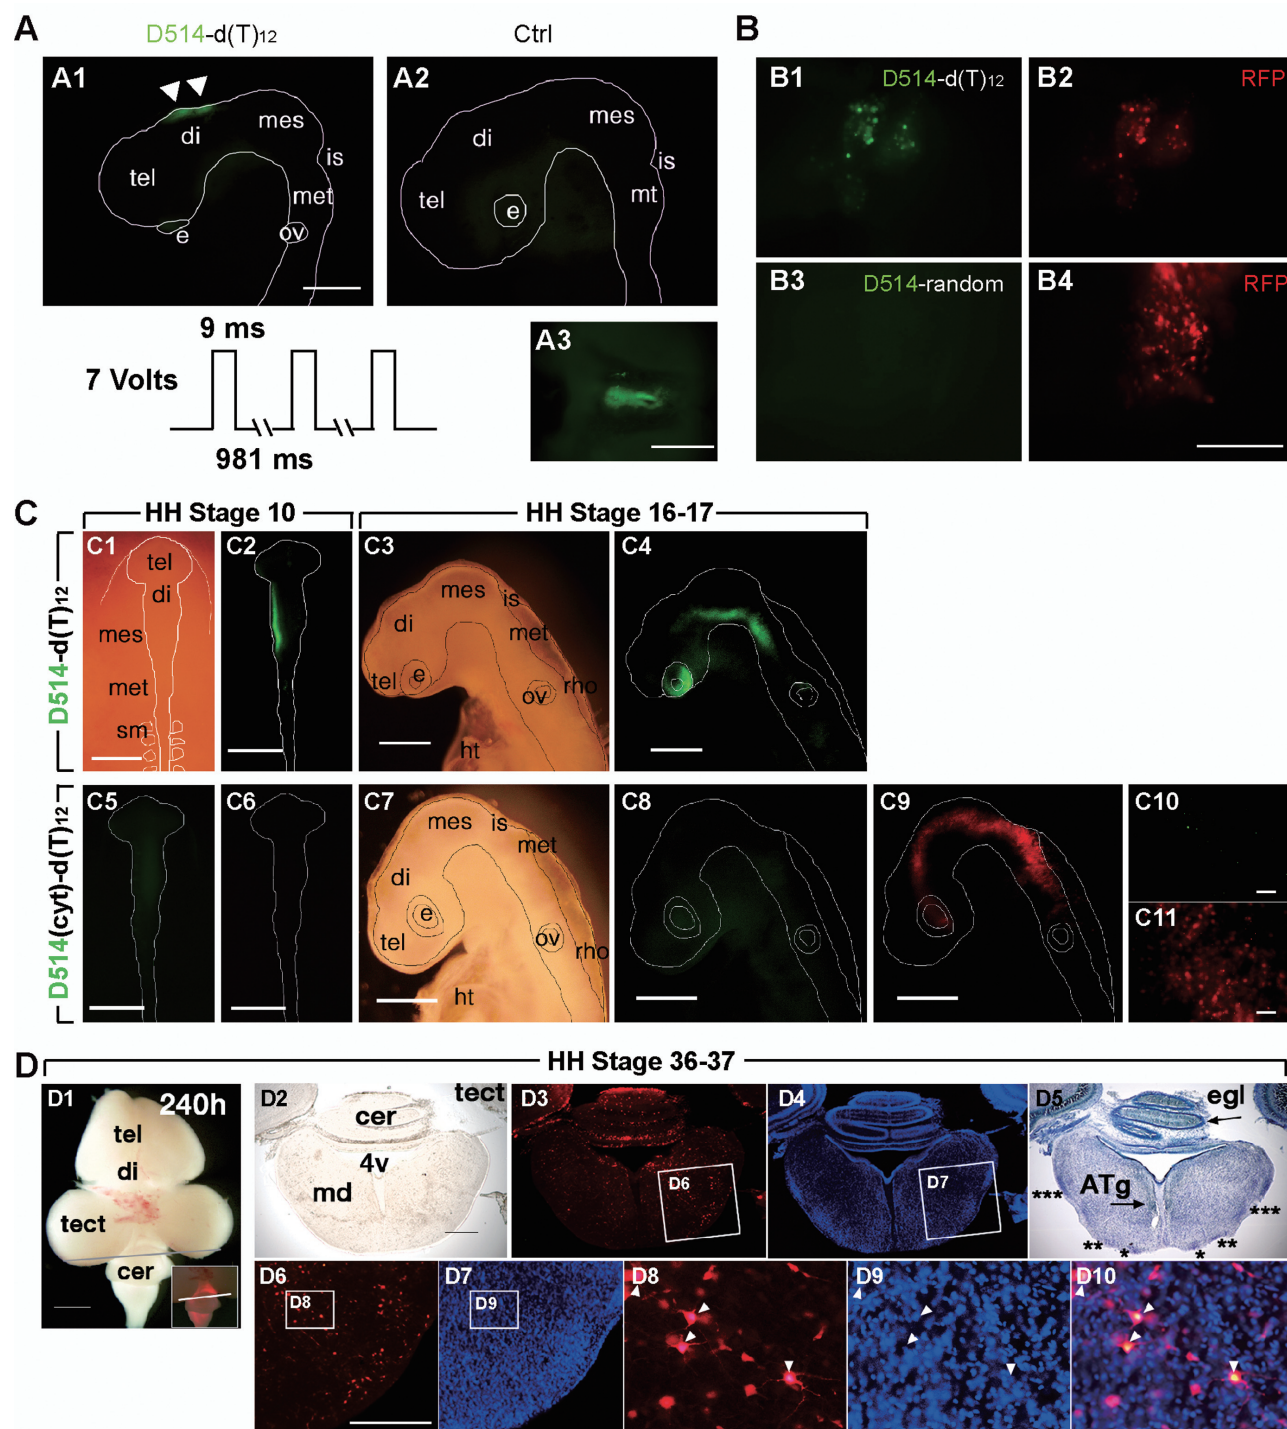 A
D514-d(T)12
Ctrl
B
A1
di
mes
is
tel
met
e
ov
A2
di
mes
is
tel
mt
e
B1
D514-d(T)12
B2
RFP
B3
D514-random
B4
RFP
9 ms
7 Volts
981 ms
A3
C
HH Stage 10
HH Stage 16-17
D514-d(T)12
C1
tel
di
mes
met
sm
C2
C3
mes
is
di
met
tel
e
ov
rho
ht
C4
D514(cyt)-d(T)12
C5
C6
C7
mes
is
met
di
e
tel
ov
rho
ht
C8
C9
C10
C11
D
HH Stage 36-37
D1
240h
tel
di
tect
cer
D2
tect
cer
4v
md
D3
D6
D4
D7
D5
egl
ATg
***
***
**
**
*
*
D6
D8
D7
D9
D8
D9
D10